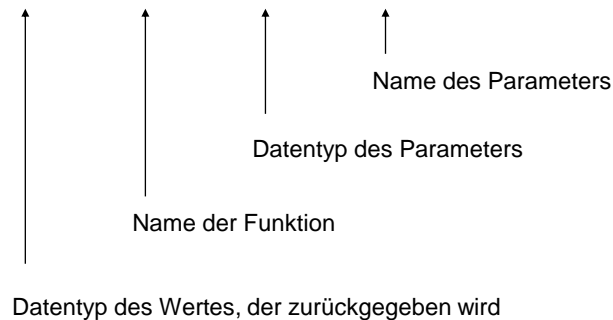 Name des Parameters
Datentyp des Parameters
Name der Funktion
Datentyp des Wertes, der zurückgegeben wird